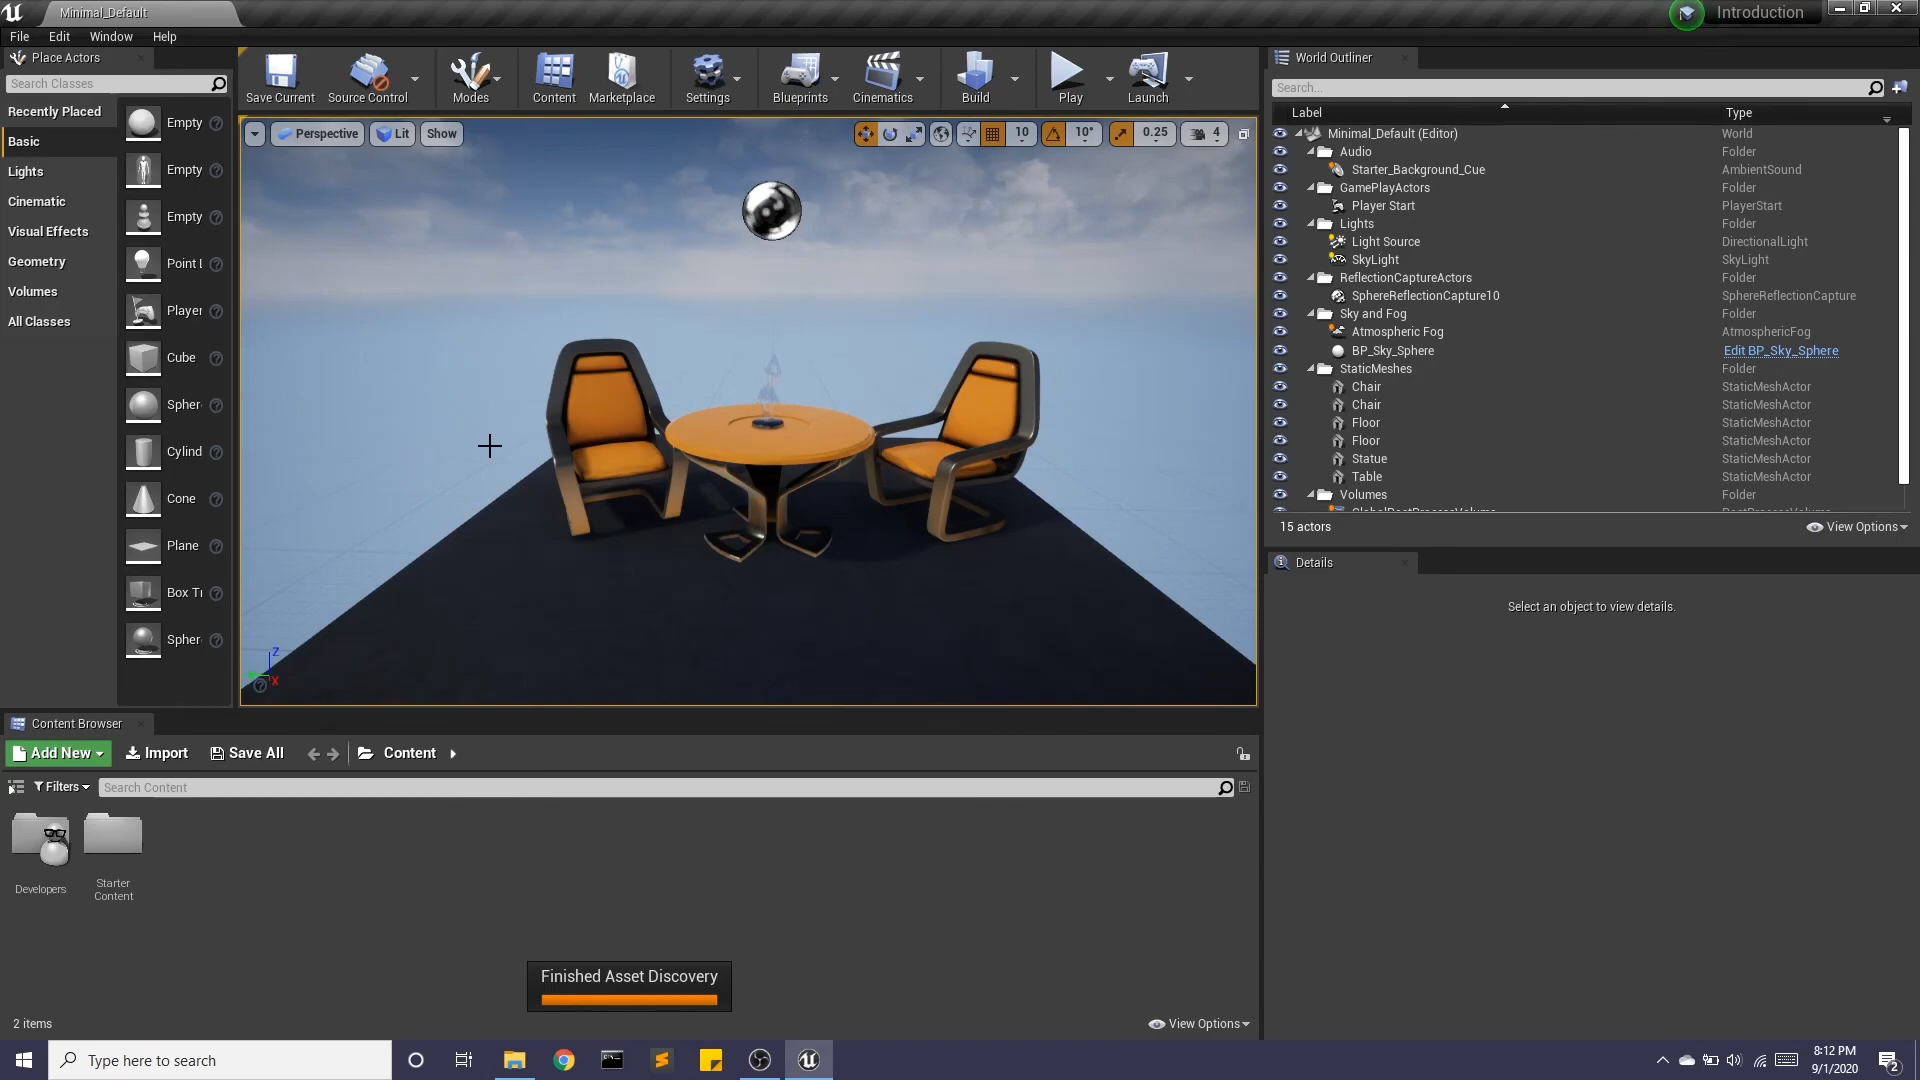 Minimal_Default
Introduction
File Edit Window Help
Place Actors
Search Classes
Recently Placed
Basic
Lights
Cinematic
Visual Effects
Geometry
Volumes
All Classes
Empty
Empty
Empty
Point L
Player
Cube
Spher
Cylind
Cone
Plane
Box Tr
Spher
Save Current Source Control Modes Content Marketplace Settings Blueprints Cinematics Build Play Launch
Perspective Lit Show 10 10° 0.25 4
Z
X
World Outliner
Search...
Label Type
Minimal_Default (Editor) World
Audio Folder
Starter_Background_Cue AmbientSound
GamePlayActors Folder
Player Start PlayerStart
Lights Folder
Light Source DirectionalLight
SkyLight SkyLight
ReflectionCaptureActors Folder
SphereReflectionCapture10 SphereReflectionCapture
Sky and Fog Folder
Atmospheric Fog AtmosphericFog
BP_Sky_Sphere Edit BP_Sky_Sphere
StaticMeshes Folder
Chair StaticMeshActor
Chair StaticMeshActor
Floor StaticMeshActor
Floor StaticMeshActor
Statue StaticMeshActor
Table StaticMeshActor
Volumes Folder
15 actors View Options
Details
Select an object to view details.
Content Browser
Add New Import Save All Content
Filters Search Content
Developers
Starter
Content
Finished Asset Discovery
2 items View Options
Type here to search
8:12 PM
9/1/2020
2